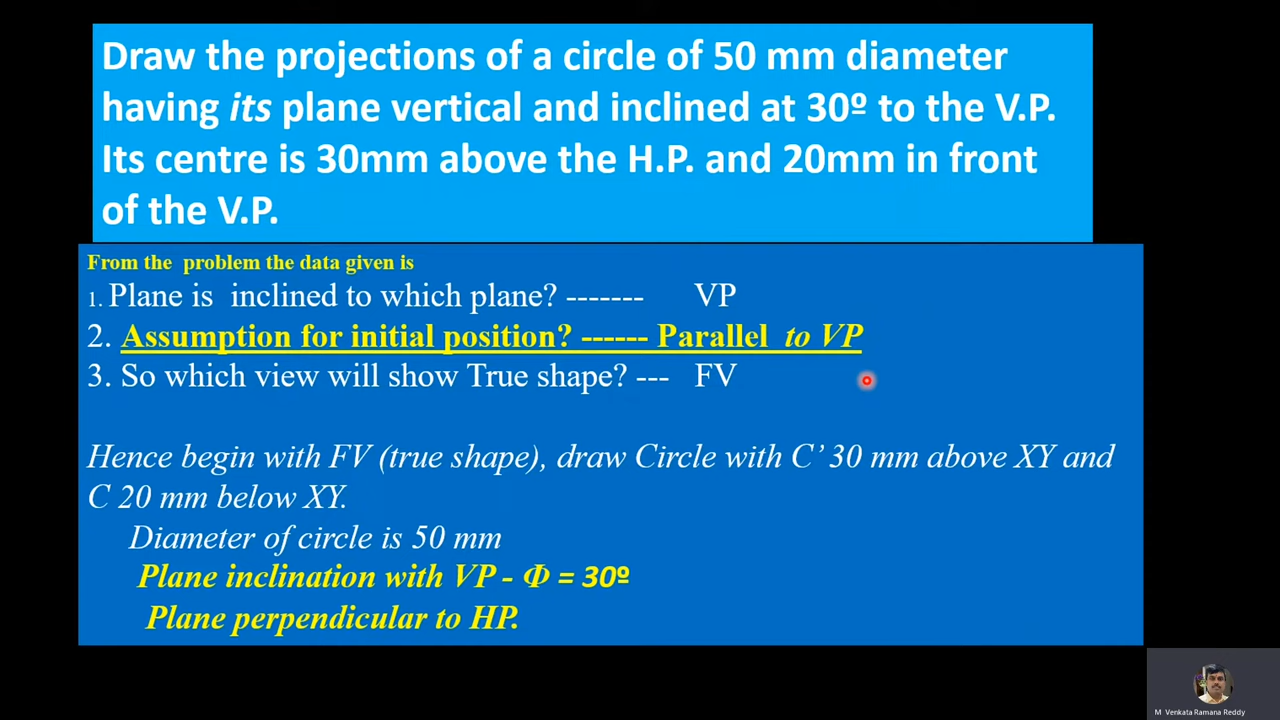 Draw the projections of a circle of 50 mm diameter
having its plane vertical and inclined at 30º to the V.P.
Its centre is 30mm above the H.P. and 20mm in front
of the V.P.
From the problem the data given is
1. Plane is inclined to which plane? ------- VP
2. Assumption for initial position? ------ Parallel to VP
3. So which view will show True shape? --- FV
Hence begin with FV (true shape), draw Circle with C’ 30 mm above XY and
C 20 mm below XY.
Diameter of circle is 50 mm
Plane inclination with VP - Φ = 30º
Plane perpendicular to HP.
M Venkata Ramana Reddy